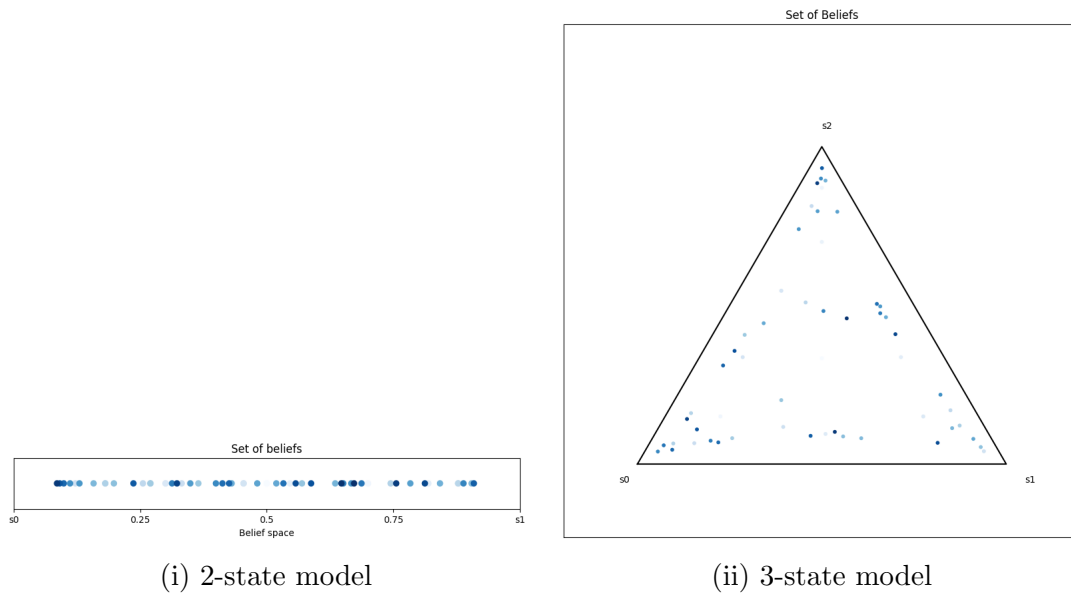 Set of beliefs
s0 0.25 0.5 0.75 s1
Belief space
(i) 2-state model
Set of Beliefs
s2
s0 s1
(ii) 3-state model